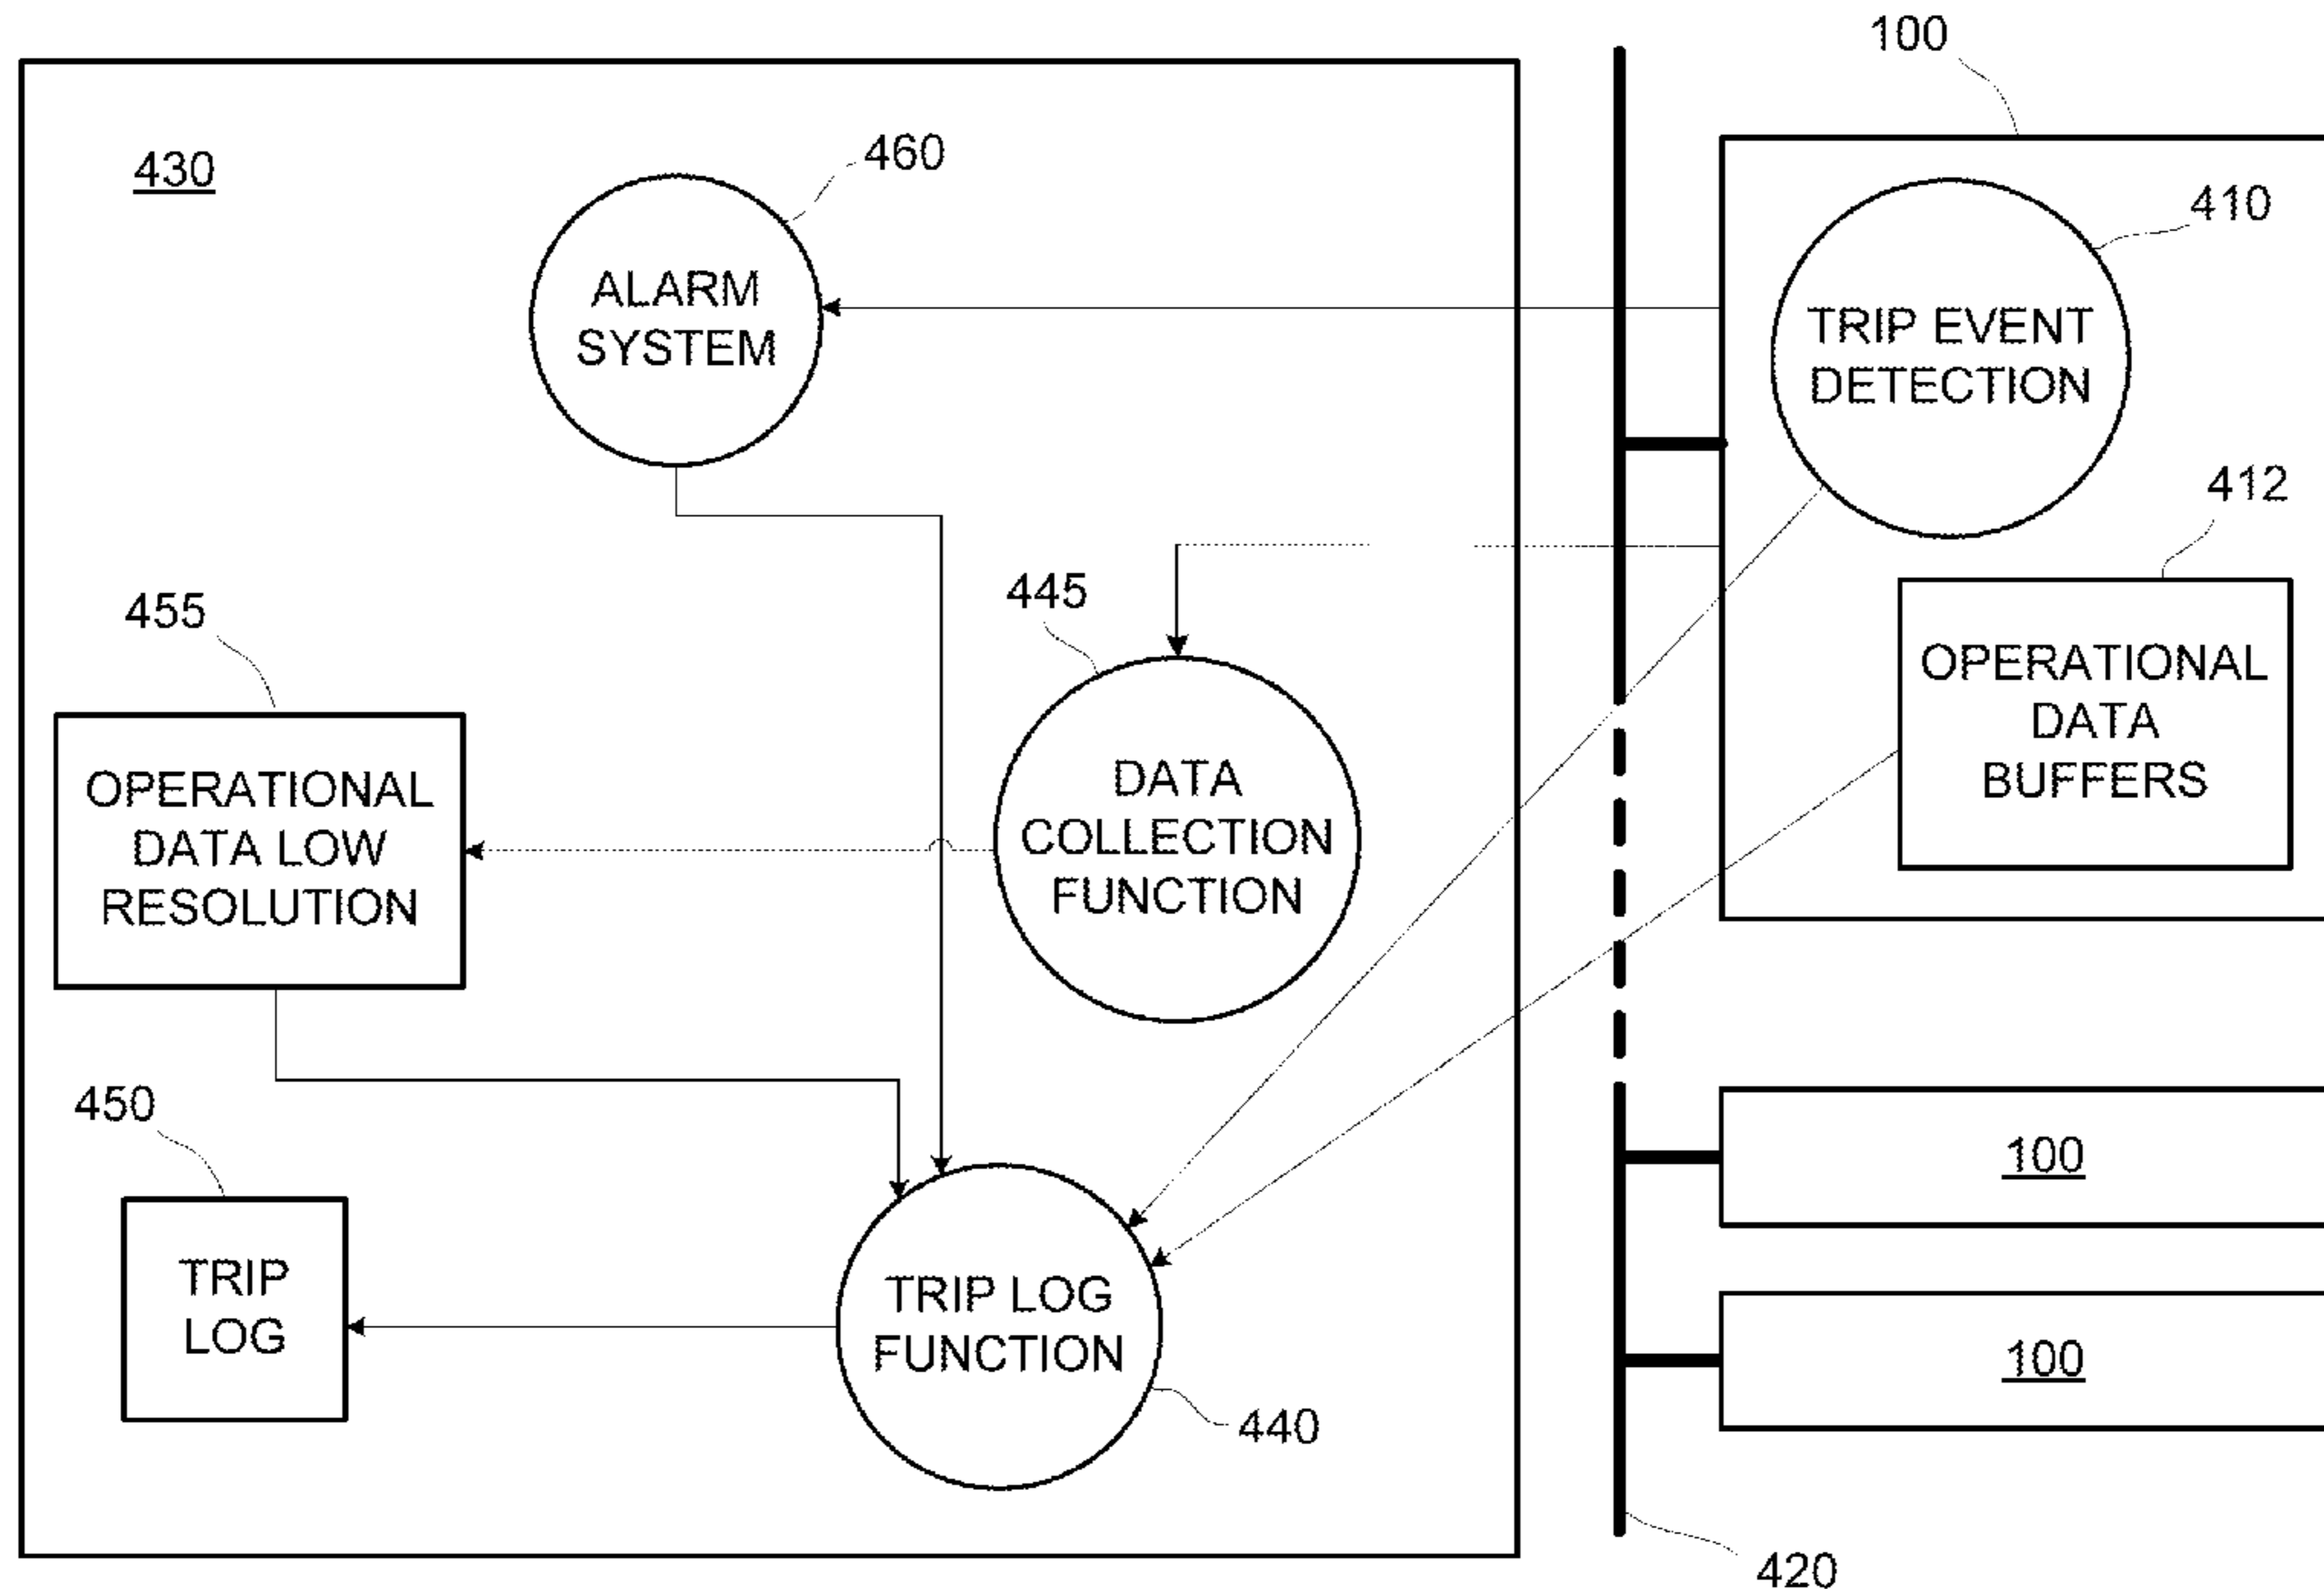 100
430
460
ALARM
SYSTEM
410
TRIP EVENT
DETECTION
412
OPERATIONAL
DATA
BUFFERS
445
DATA
COLLECTION
FUNCTION
455
OPERATIONAL
DATA LOW
RESOLUTION
450
TRIP
LOG
TRIP LOG
FUNCTION
440
100
100
420